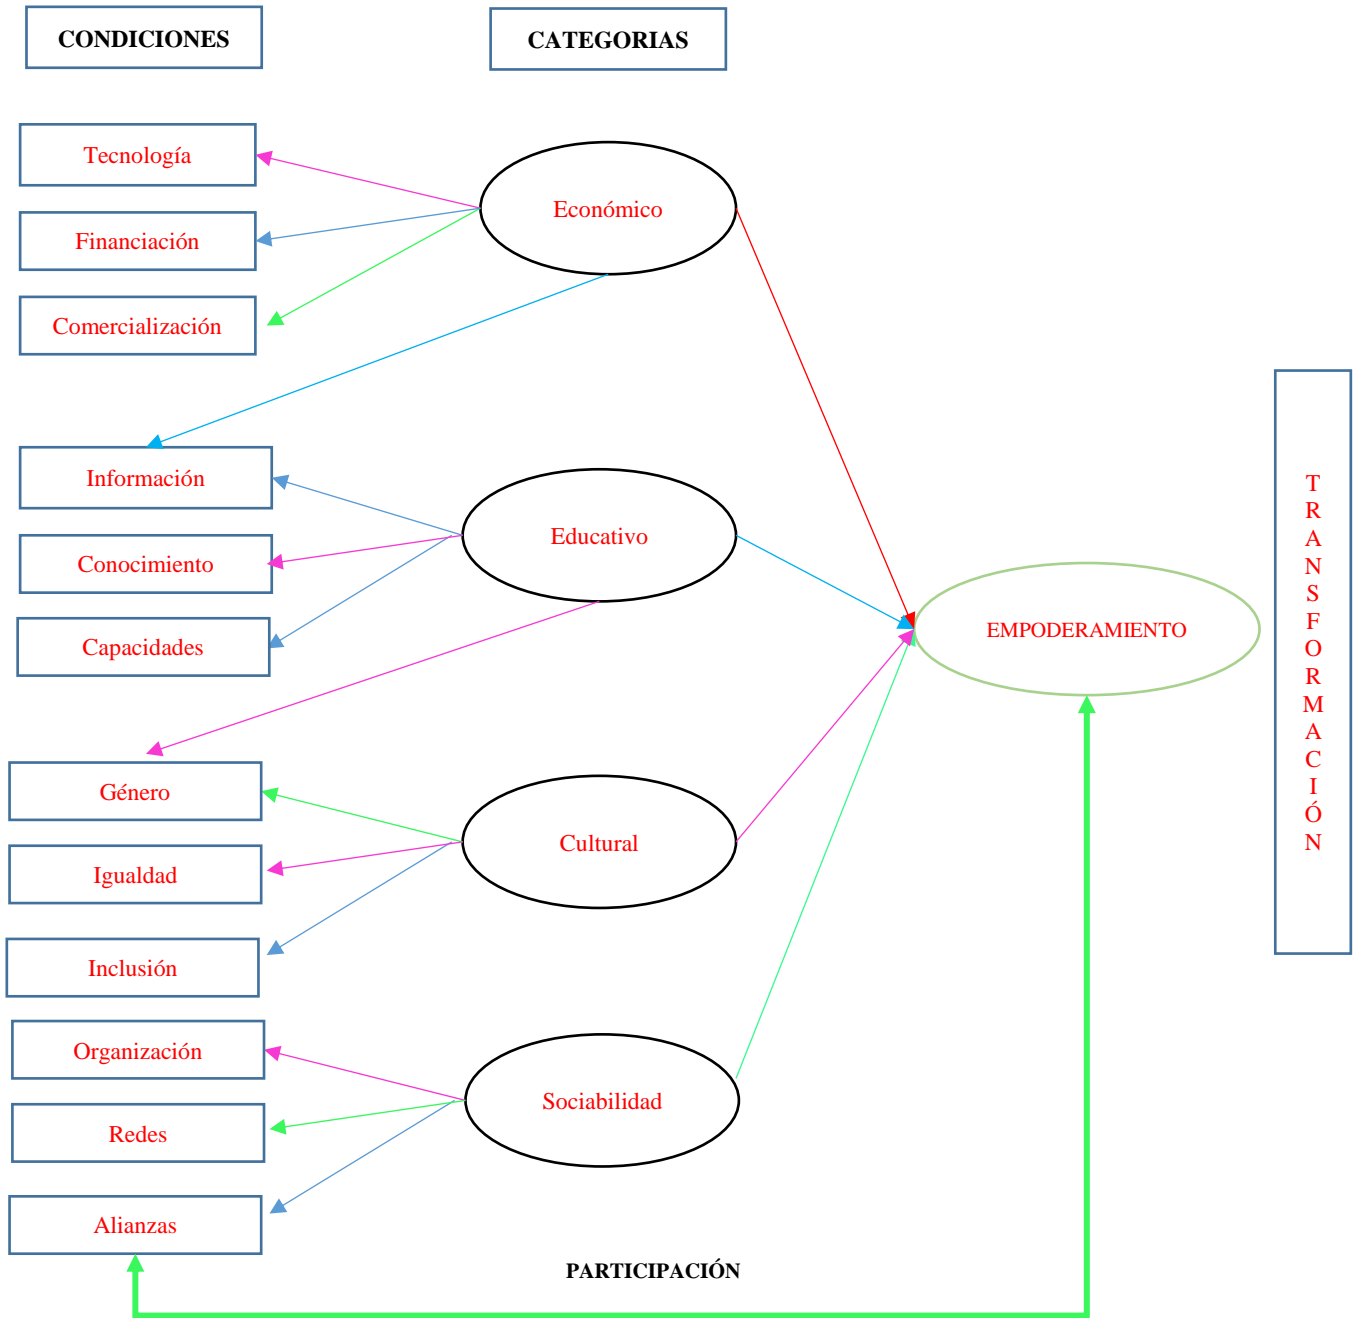 CONDICIONES
CATEGORIAS
Tecnología
Financiación
Comercialización
Económico
Información
Conocimiento
Capacidades
Educativo
Género
Igualdad
Inclusión
Cultural
Organización
Redes
Alianzas
Sociabilidad
EMPODERAMIENTO
T
R
A
N
S
F
O
R
M
A
C
I
Ó
N
PARTICIPACIÓN